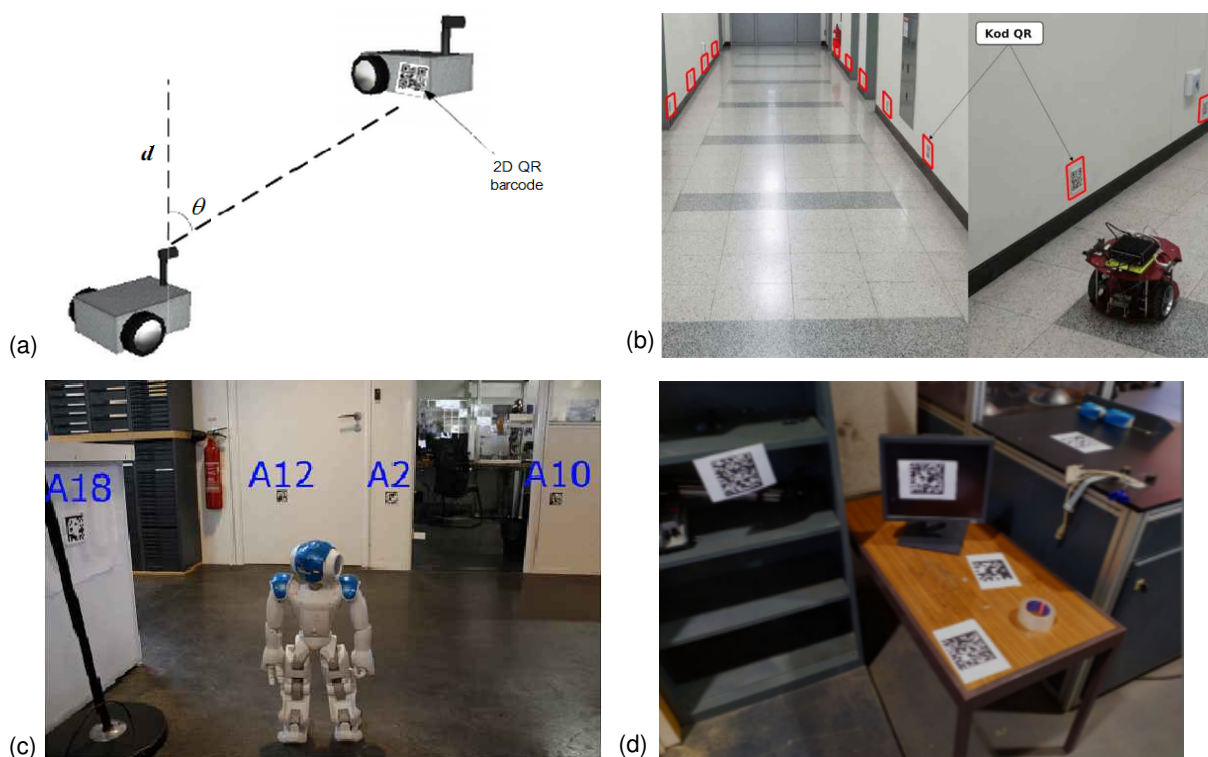 d
θ
2D QR
barcode
(a)
Kod QR
(b)
A18
A12
A2
A10
(c)
(d)